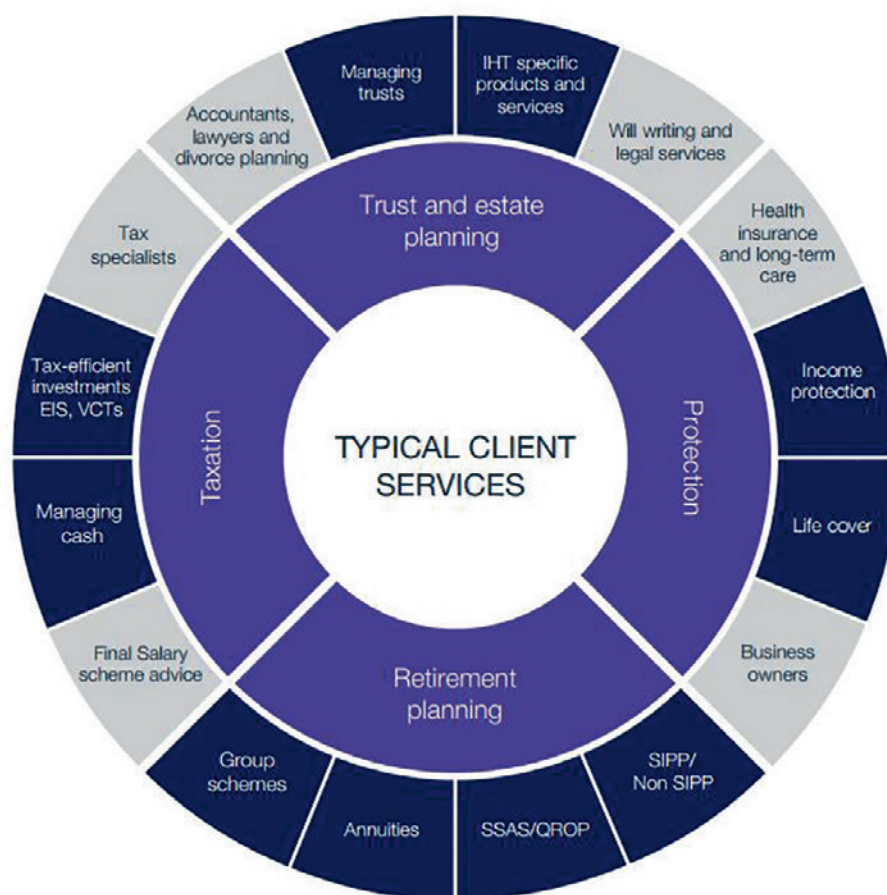 Managing
trusts
IHT specific
products and
services
Accountants,
lawyers and
divorce planning
Will writing and
legal services
Trust and estate
planning
Tax
specialists
Health
insurance
and long-term
care
Tax-efficient
investments
EIS, VCTs
Income
protection
Taxation
TYPICAL CLIENT
SERVICES
Protection
Managing
cash
Life cover
Final Salary
scheme advice
Business
owners
Retirement
planning
Group
schemes
SIPP/
Non SIPP
Annuities
SSAS/QROP